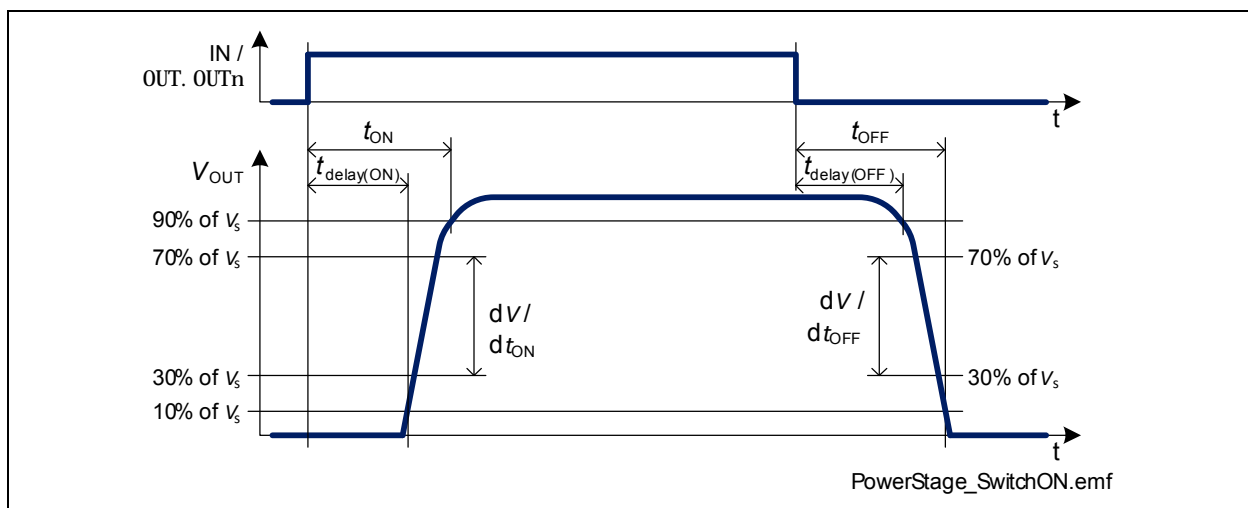 IN /
OUT. OUTn
t
tON
tOFF
tdelay(ON)
tdelay(OFF)
VOUT
90% of Vs
70% of Vs
70% of Vs
dV /
dtON
dV /
dtOFF
30% of Vs
30% of Vs
10% of Vs
t
PowerStage_SwitchON.emf